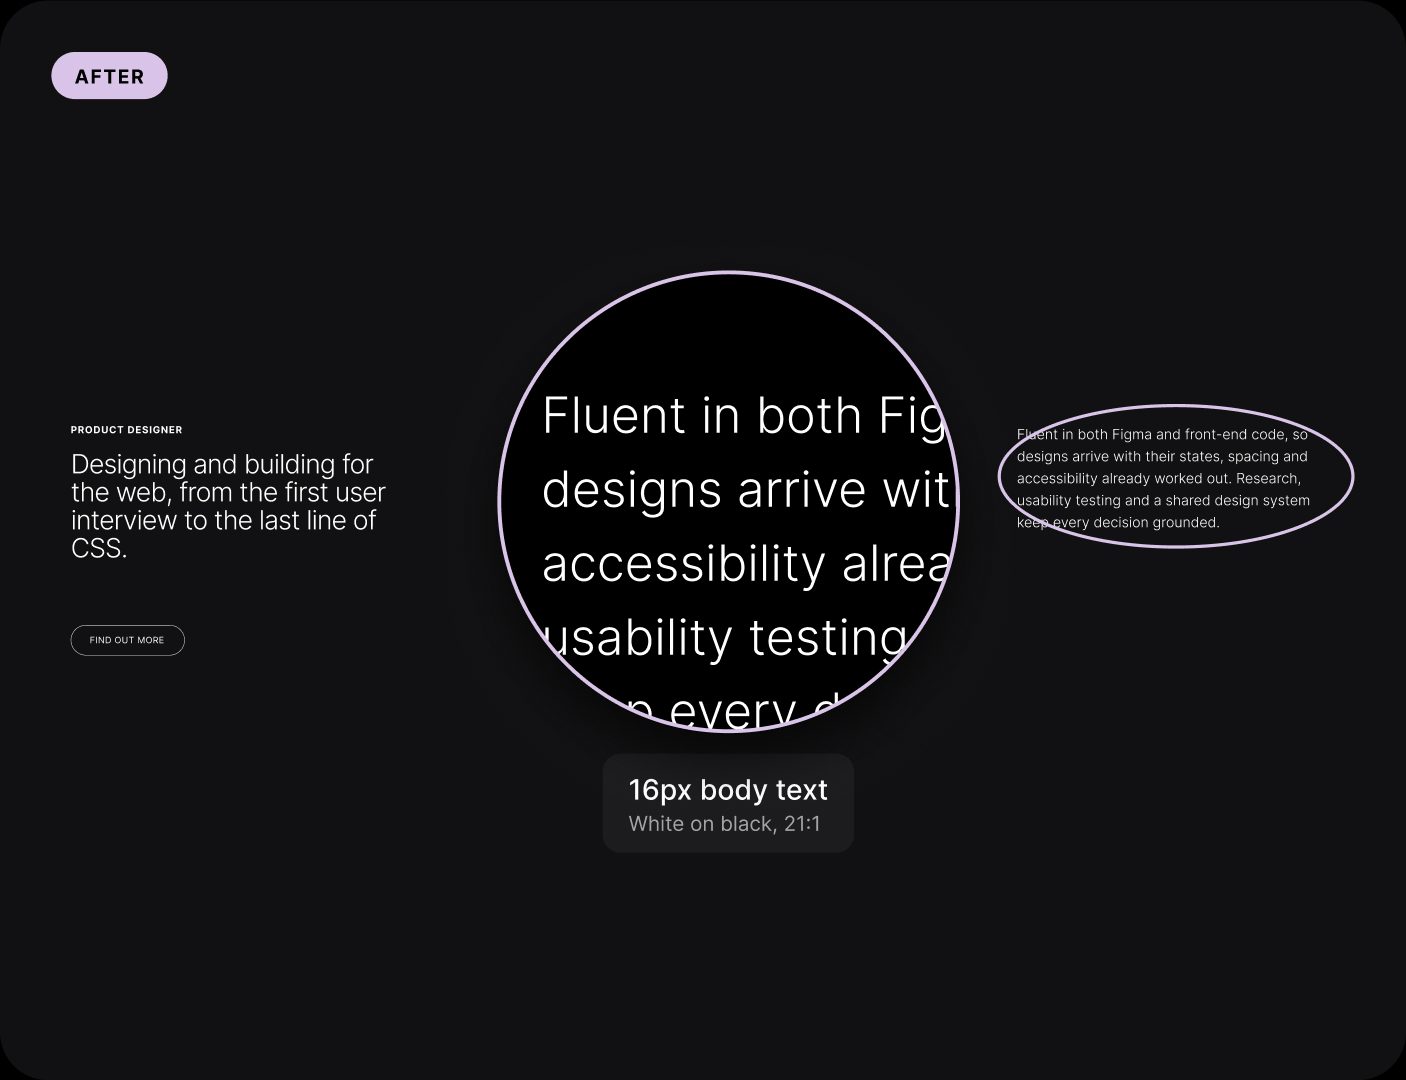 AFTER
PRODUCT DESIGNER
Designing and building for
the web, from the first user
interview to the last line of
CSS.
FIND OUT MORE
Fluent in both Fig
designs arrive wit
accessibility alrea
usability testing
p every d
16px body text
White on black, 21:1
Fluent in both Figma and front-end code, so
designs arrive with their states, spacing and
accessibility already worked out. Research,
usability testing and a shared design system
keep every decision grounded.